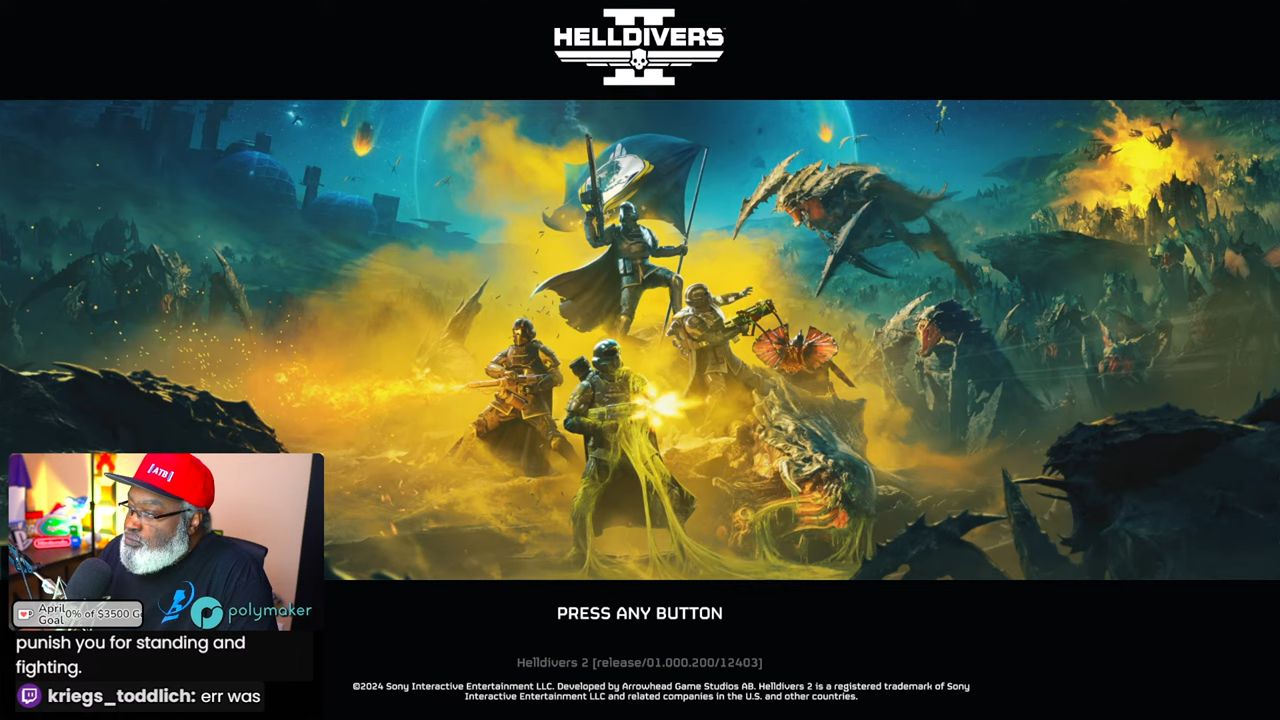 HELLDIVERS
II
PRESS ANY BUTTON
Helldivers 2 [release/01.000.200/12403]
©2024 Sony Interactive Entertainment LLC. Developed by Arrowhead Game Studios AB. Helldivers 2 is a registered trademark of Sony
Interactive Entertainment LLC and related companies in the U.S. and other countries.
[ATB]
Nintendo
April
Goal
0% of $3500 G
polymaker
punish you for standing and
fighting.
kriegs_toddlich: err was